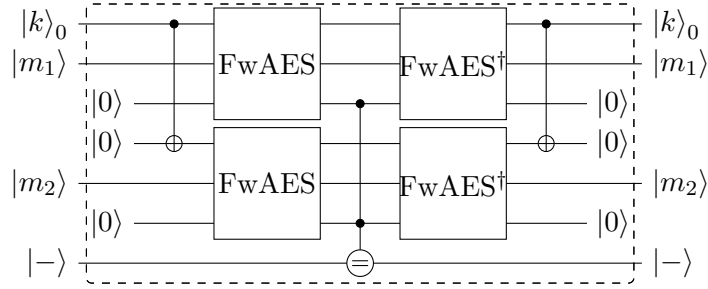 |k⟩₀ FwAES FwAES† |k⟩₀
|m₁⟩ |m₁⟩
|0⟩ |0⟩
|0⟩ FwAES FwAES† |0⟩
|m₂⟩ |m₂⟩
|0⟩ |0⟩
|−⟩ = |−⟩